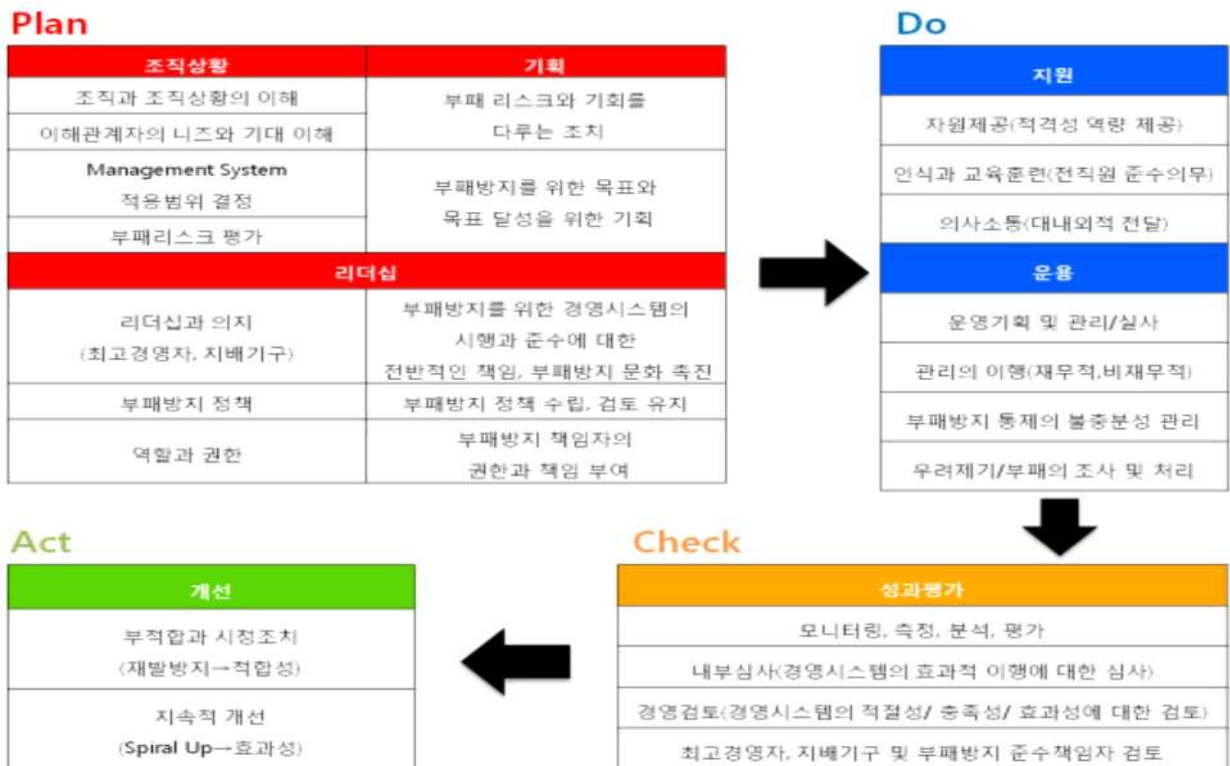 Plan
조직상황
기획
조직과 조직상황의 이해
이해관계자의 니즈와 기대 이해
Management System
적용범위 결정
부패리스크 평가
부패 리스크와 기회를
다루는 조치
부패방지를 위한 목표와
목표 달성을 위한 기획
리더십
리더십과 의지
(최고경영자, 지배기구)
부패방지를 위한 경영시스템의
시행과 준수에 대한
전반적인 책임, 부패방지 문화 촉진
부패방지 정책
부패방지 정책 수립, 검토 유지
역할과 권한
부패방지 책임자의
권한과 책임 부여
Do
지원
자원제공(적격성 역량 제공)
인식과 교육훈련(전직원 준수의무)
의사소통(대내외적 전달)
운용
운영기획 및 관리/실사
관리의 이행(재무적,비재무적)
부패방지 통제의 불충분성 관리
우려제기/부패의 조사 및 처리
Check
성과평가
모니터링, 측정, 분석, 평가
내부심사(경영시스템의 효과적 이행에 대한 심사)
경영검토(경영시스템의 적절성/ 충족성/ 효과성에 대한 검토)
최고경영자, 지배기구 및 부패방지 준수책임자 검토
Act
개선
부적합과 시정조치
(재발방지→적합성)
지속적 개선
(Spiral Up→효과성)